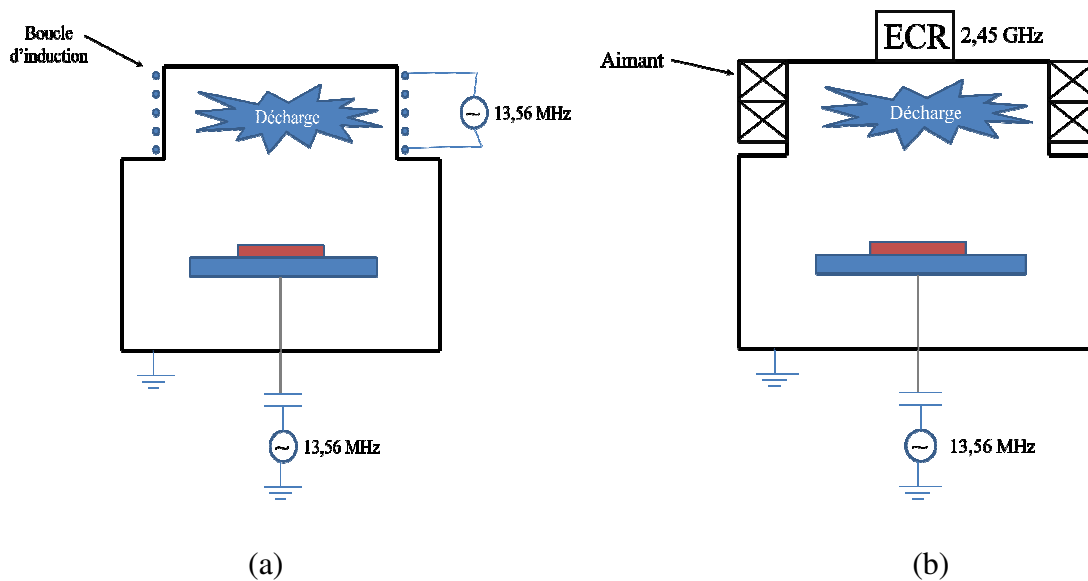 Boucle
d'induction
Décharge
~
13,56 MHz
~
13,56 MHz
(a)
ECR
2,45 GHz
Aimant
Décharge
~
13,56 MHz
(b)